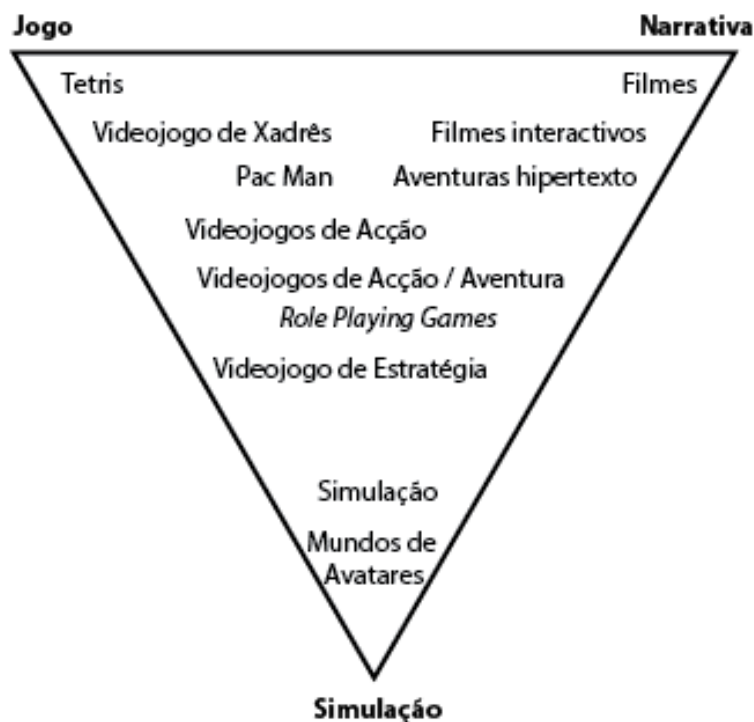 Jogo Narrativa
Tetris Filmes
Videojogo de Xadrês Filmes interactivos
Pac Man Aventuras hipertexto
Videojogos de Acção
Videojogos de Acção / Aventura
Role Playing Games
Videojogo de Estratégia
Simulação
Mundos de
Avatares
Simulação